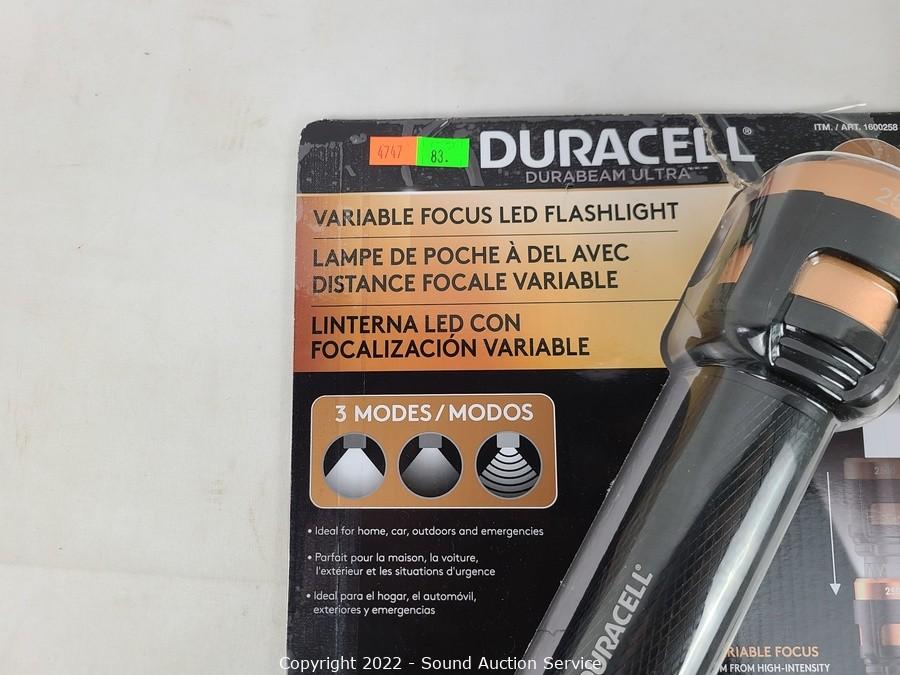 ITM. / ART. 1600258
4747 83.
DURACELL®
DURABEAM ULTRA™
VARIABLE FOCUS LED FLASHLIGHT
LAMPE DE POCHE À DEL AVEC
DISTANCE FOCALE VARIABLE
LINTERNA LED CON
FOCALIZACIÓN VARIABLE
3 MODES / MODOS
• Ideal for home, car, outdoors and emergencies
• Parfait pour la maison, la voiture,
l'extérieur et les situations d'urgence
• Ideal para el hogar, el automóvil,
exteriores y emergencias
DURACELL®
FOCUS
FROM HIGH-INTENSITY
Copyright 2022 - Sound Auction Service